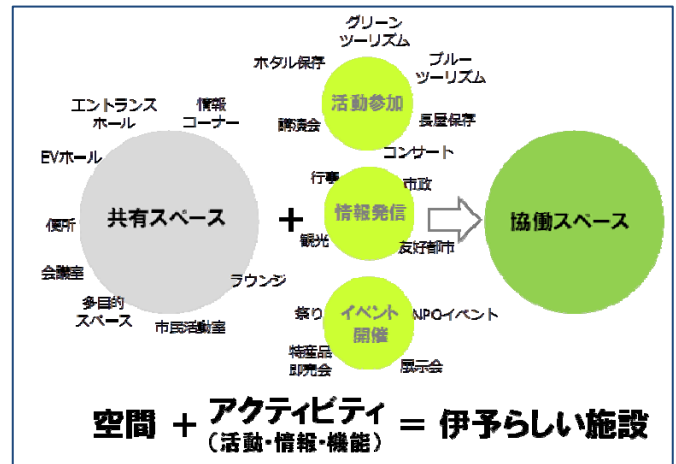 グリーン
ツーリズム
ホタル保存
ブルー
ツーリズム
活動参加
講演会
長屋保存
エントランス
ホール
情報
コーナー
コンサート
EVホール
行事
市政
共有スペース
+
情報発信
協働スペース
便所
観光
友好都市
会議室
ラウンジ
多目的
スペース
市民活動室
祭り
イベント
開催
NPOイベント
特産品
即売会
展示会
空間 + アクティビティ = 伊予らしい施設
(活動・情報・機能)